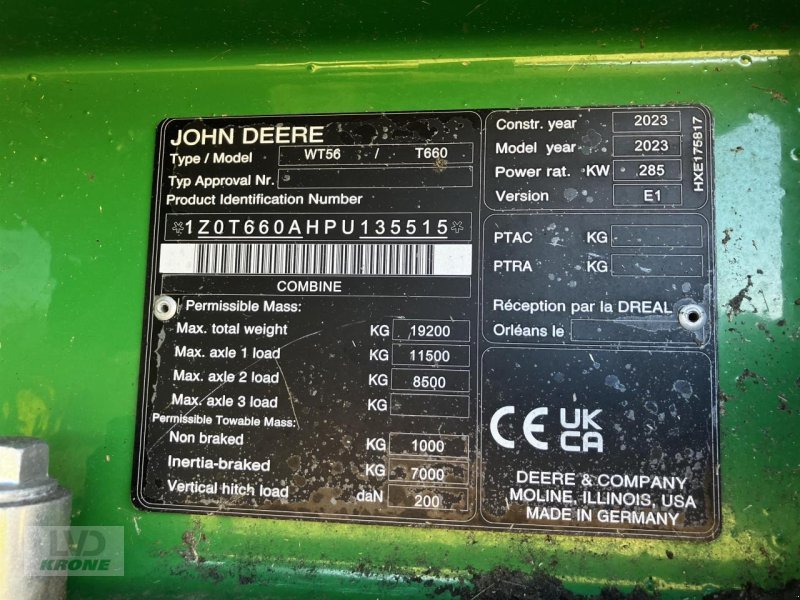 JOHN DEERE
Type / Model WT56 / T660
Typ Approval Nr.
Product Identification Number
*1Z0T660AHPU135515*
COMBINE
Permissible Mass:
Max. total weight KG 19200
Max. axle 1 load KG 11500
Max. axle 2 load KG 8500
Max. axle 3 load KG
Permissible Towable Mass:
Non braked KG 1000
Inertia-braked KG 7000
Vertical hitch load daN 200
Constr. year 2023
Model year 2023
Power rat. KW 285
Version E1
HXE175817
PTAC KG
PTRA KG
Réception par la DREAL
Orléans le
CE UK
CA
DEERE & COMPANY
MOLINE, ILLINOIS, USA
MADE IN GERMANY
LVD
KRONE